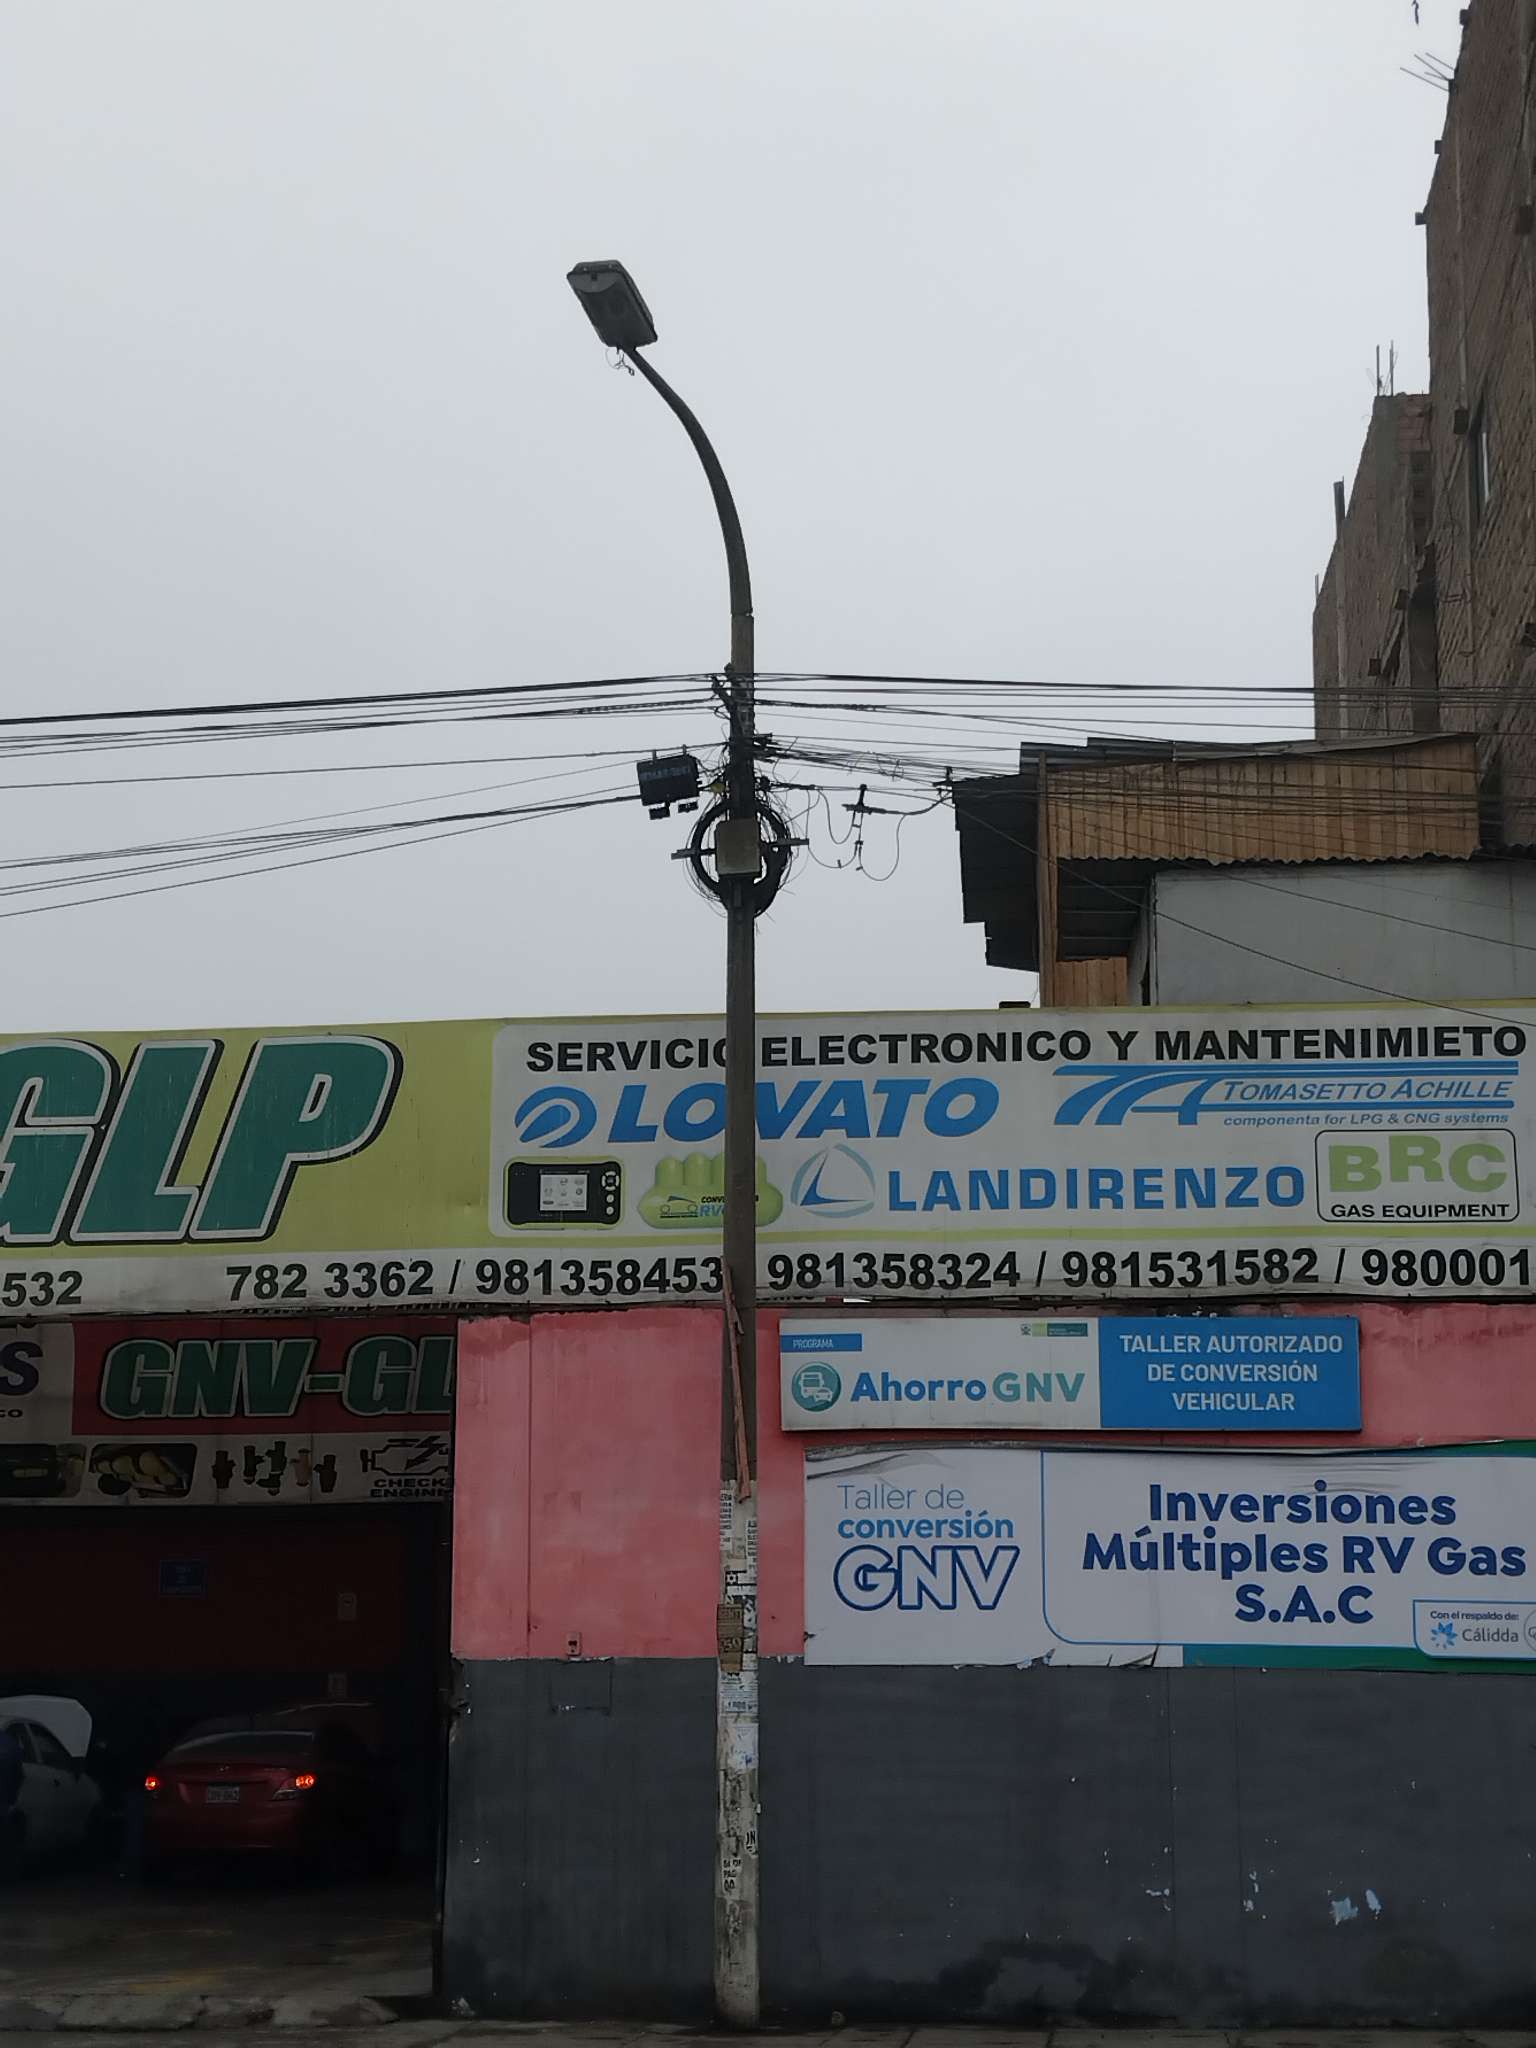 GLP
SERVICIO ELECTRONICO Y MANTENIMIETO
LOVATO
TOMASETTO ACHILLE
componenta for LPG & CNG systems
LANDIRENZO
BRC
GAS EQUIPMENT
532
782 3362 / 981358453 981358324 / 981531582 / 980001
GNV-GL
CHECK
ENGINE
PROGRAMA
AhorroGNV
TALLER AUTORIZADO
DE CONVERSIÓN
VEHICULAR
Taller de
conversión
GNV
Inversiones
Múltiples RV Gas
S.A.C
Con el respaldo de:
Cálidda